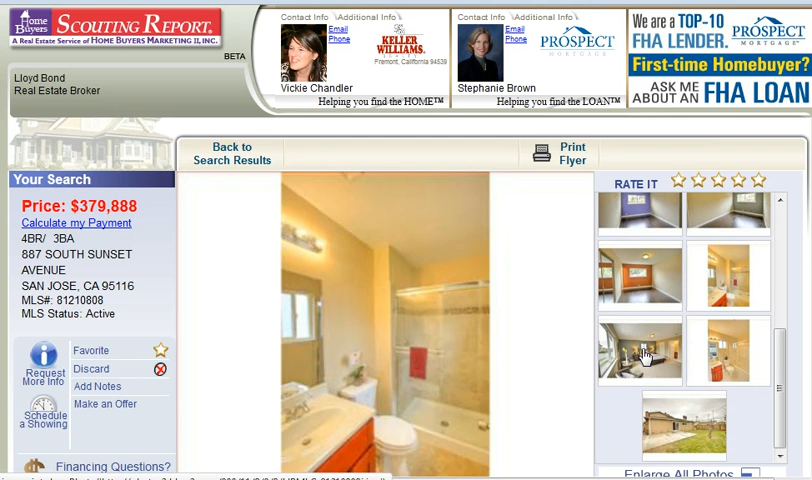 Home
Buyers
SCOUTING REPORT
A Real Estate Service of HOME BUYERS MARKETING II, INC.
BETA
Lloyd Bond
Real Estate Broker
Contact Info
Additional Info
Email
Phone
KELLER
WILLIAMS.
Fremont, California 94539
Vickie Chandler
Helping you find the HOME™
Contact Info
Additional Info
Email
Phone
PROSPECT
MORTGAGE
Stephanie Brown
Helping you find the LOAN™
We are a TOP-10
FHA LENDER.
PROSPECT
MORTGAGE
First-time Homebuyer?
ASK ME
ABOUT AN FHA LOAN
Back to
Search Results
Print
Flyer
Your Search
Price: $379,888
Calculate my Payment
4BR/ 3BA
887 SOUTH SUNSET
AVENUE
SAN JOSE, CA 95116
MLS#: 81210808
MLS Status: Active
Request
More Info
Schedule
a Showing
Favorite
Discard
Add Notes
Make an Offer
Financing Questions?
RATE IT
Enlarge All Photos